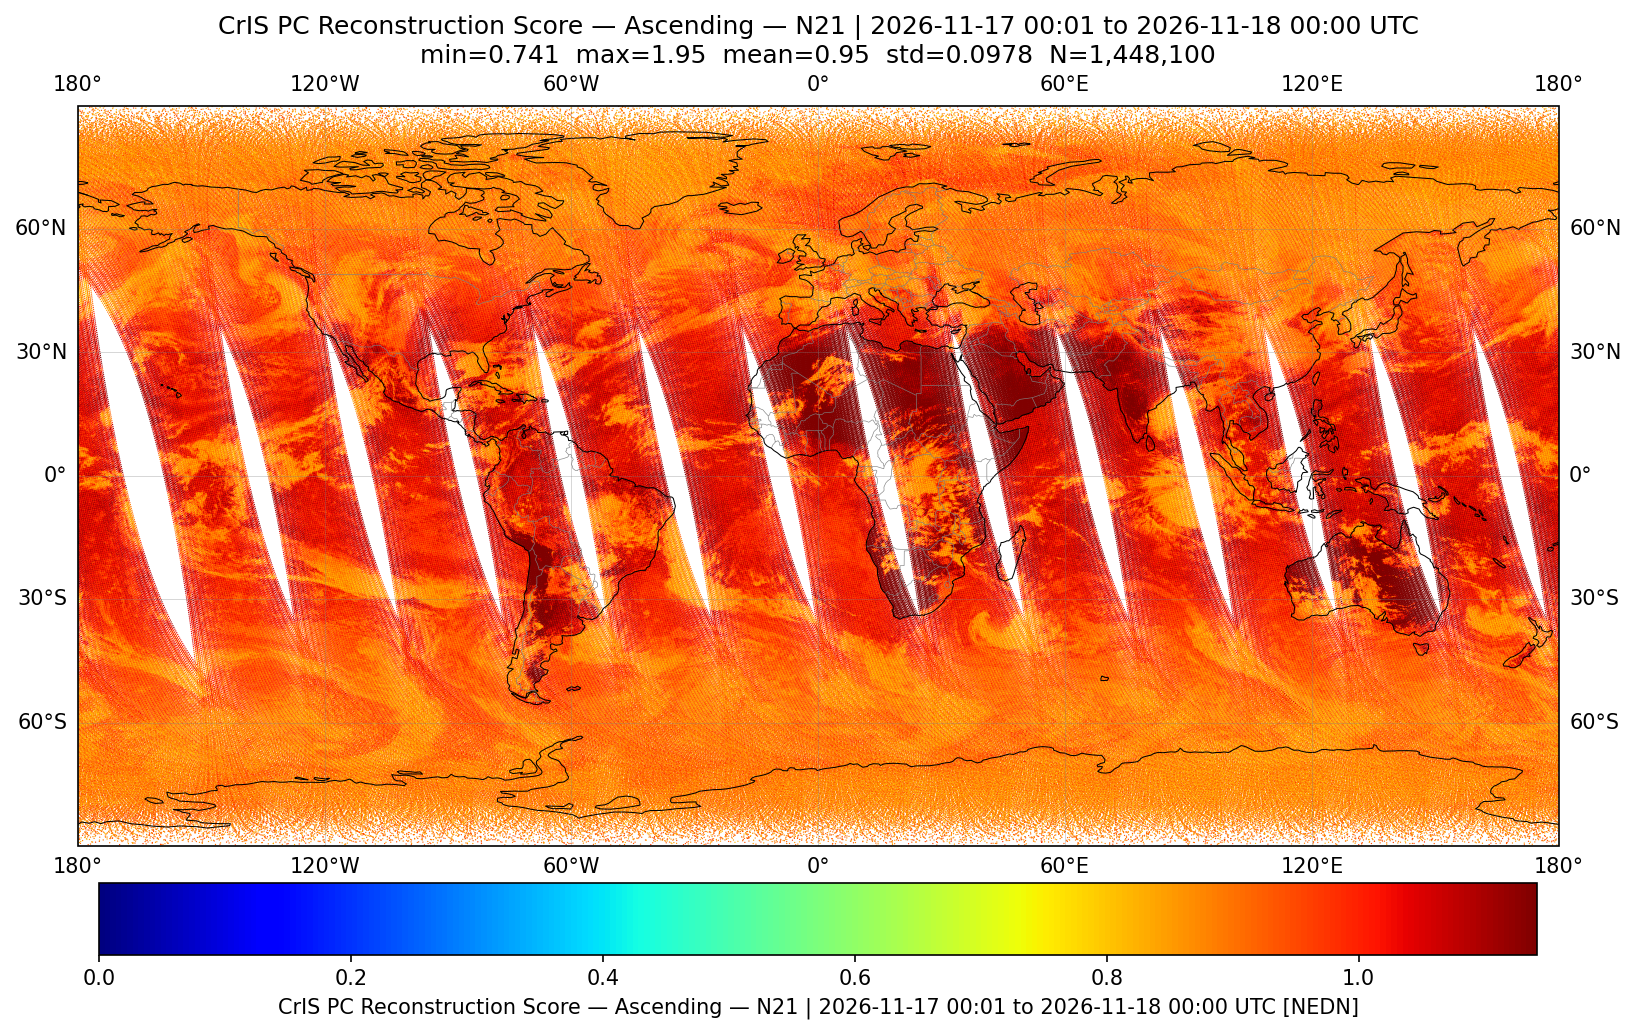 CrIS PC Reconstruction Score — Ascending — N21 | 2026-11-17 00:01 to 2026-11-18 00:00 UTC
min=0.741 max=1.95 mean=0.95 std=0.0978 N=1,448,100
180° 120°W 60°W 0° 60°E 120°E 180°
60°N 60°N
30°N 30°N
0° 0°
30°S 30°S
60°S 60°S
180° 120°W 60°W 0° 60°E 120°E 180°
0.0 0.2 0.4 0.6 0.8 1.0
CrIS PC Reconstruction Score — Ascending — N21 | 2026-11-17 00:01 to 2026-11-18 00:00 UTC [NEDN]